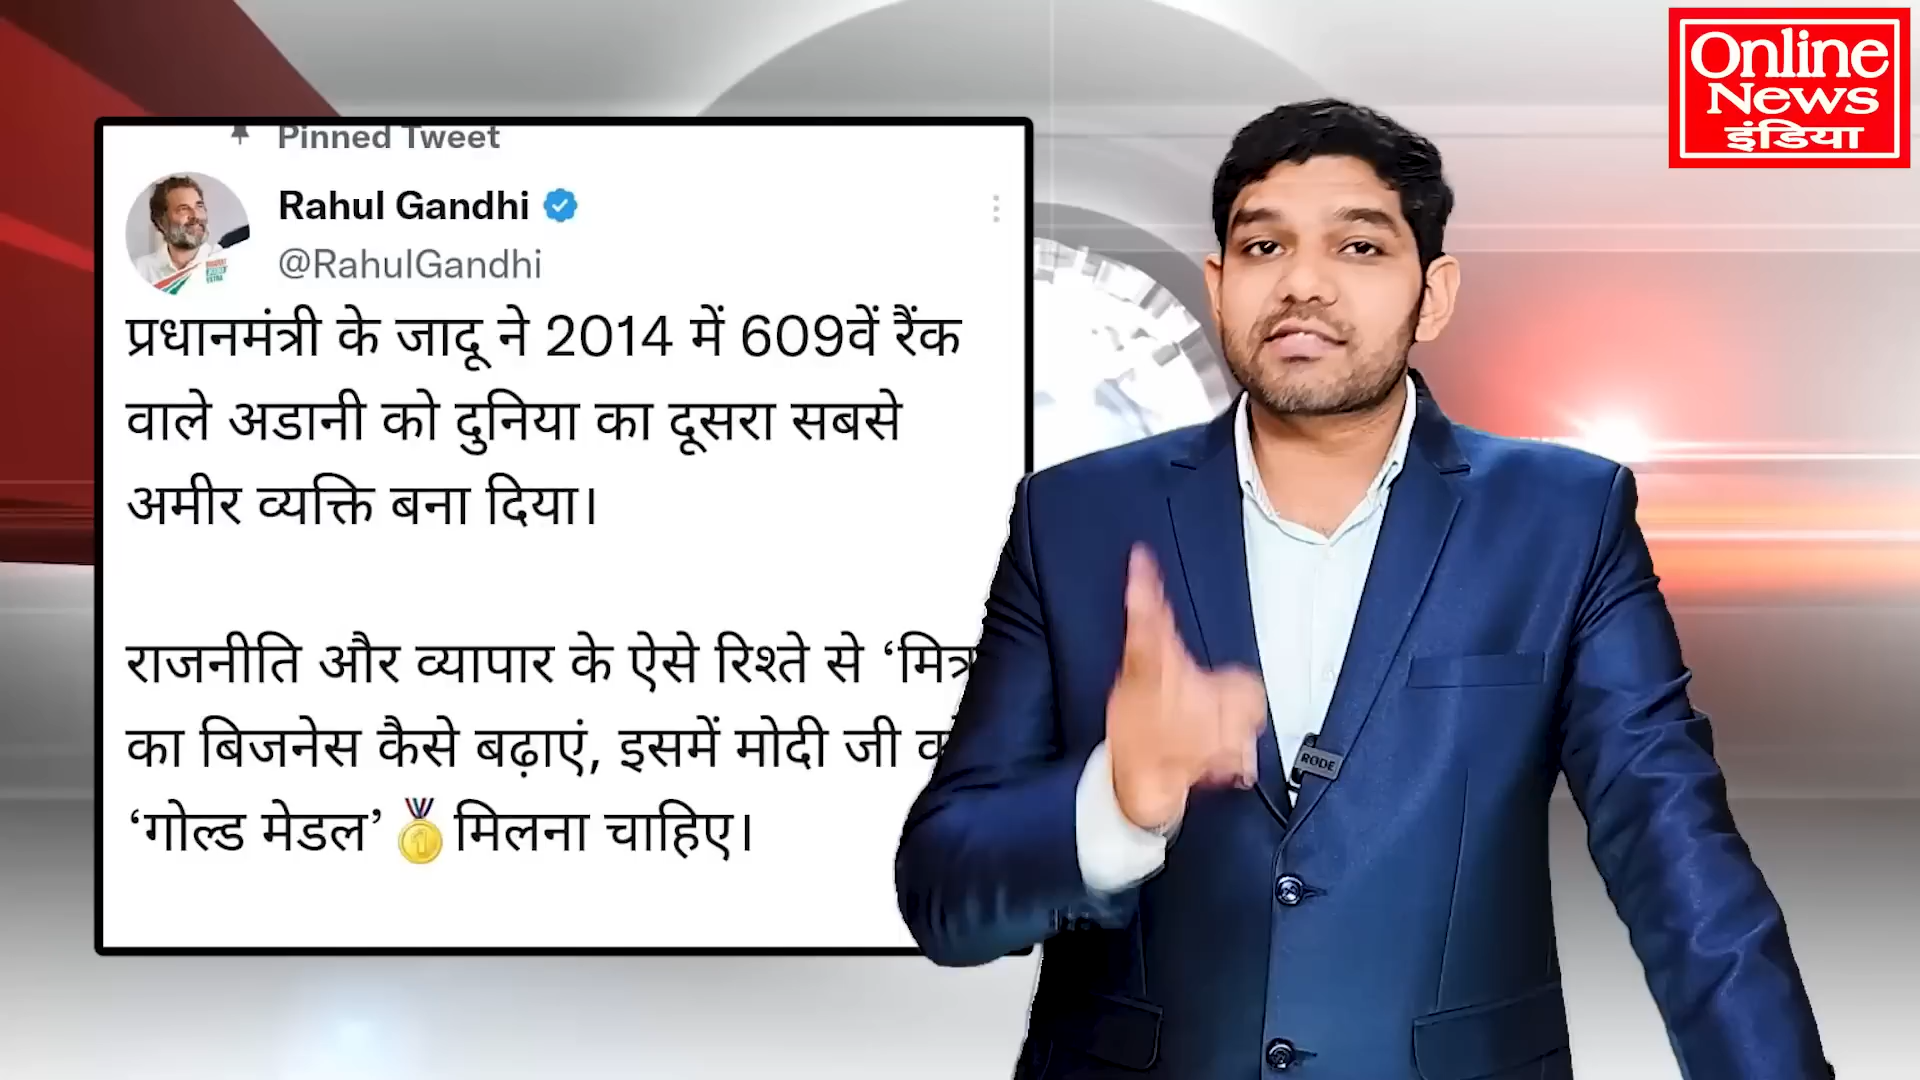 Pinned Tweet
Rahul Gandhi
@RahulGandhi
प्रधानमंत्री के जादू ने 2014 में 609वें रैंक
वाले अडानी को दुनिया का दूसरा सबसे
अमीर व्यक्ति बना दिया।
राजनीति और व्यापार के ऐसे रिश्ते से ‘मित्र
का बिजनेस कैसे बढ़ाएं, इसमें मोदी जी
‘गोल्ड मेडल’🥇मिलना चाहिए।
Online
News
इंडिया
RODE